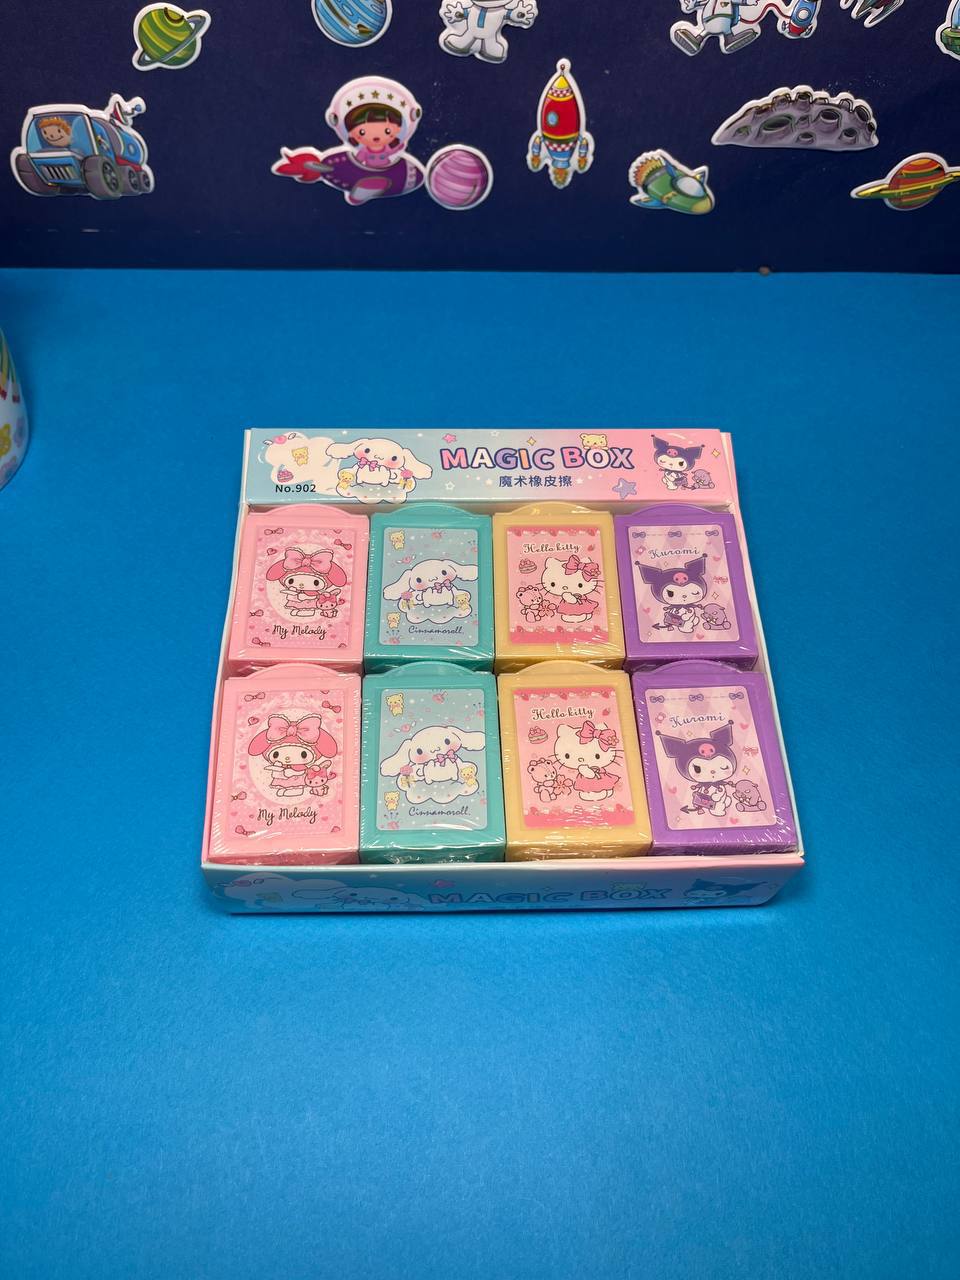 MAGIC BOX
魔术橡皮擦
No.902
My Melody
Cinnamoroll
Hello kitty
Kuromi
My Melody
Cinnamoroll
Hello kitty
Kuromi
MAGIC BOX